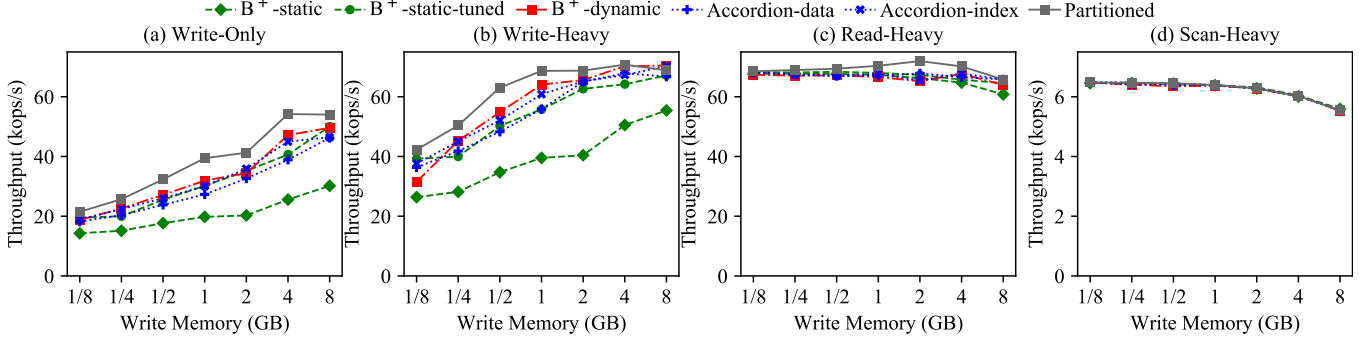 B+-static B+-static-tuned B+-dynamic Accordion-data Accordion-index Partitioned
(a) Write-Only
Throughput (kops/s)
60
40
20
0
1/8 1/4 1/2 1 2 4 8
Write Memory (GB)
(b) Write-Heavy
Throughput (kops/s)
60
40
20
0
1/8 1/4 1/2 1 2 4 8
Write Memory (GB)
(c) Read-Heavy
Throughput (kops/s)
60
40
20
0
1/8 1/4 1/2 1 2 4 8
Write Memory (GB)
(d) Scan-Heavy
Throughput (kops/s)
6
4
2
0
1/8 1/4 1/2 1 2 4 8
Write Memory (GB)